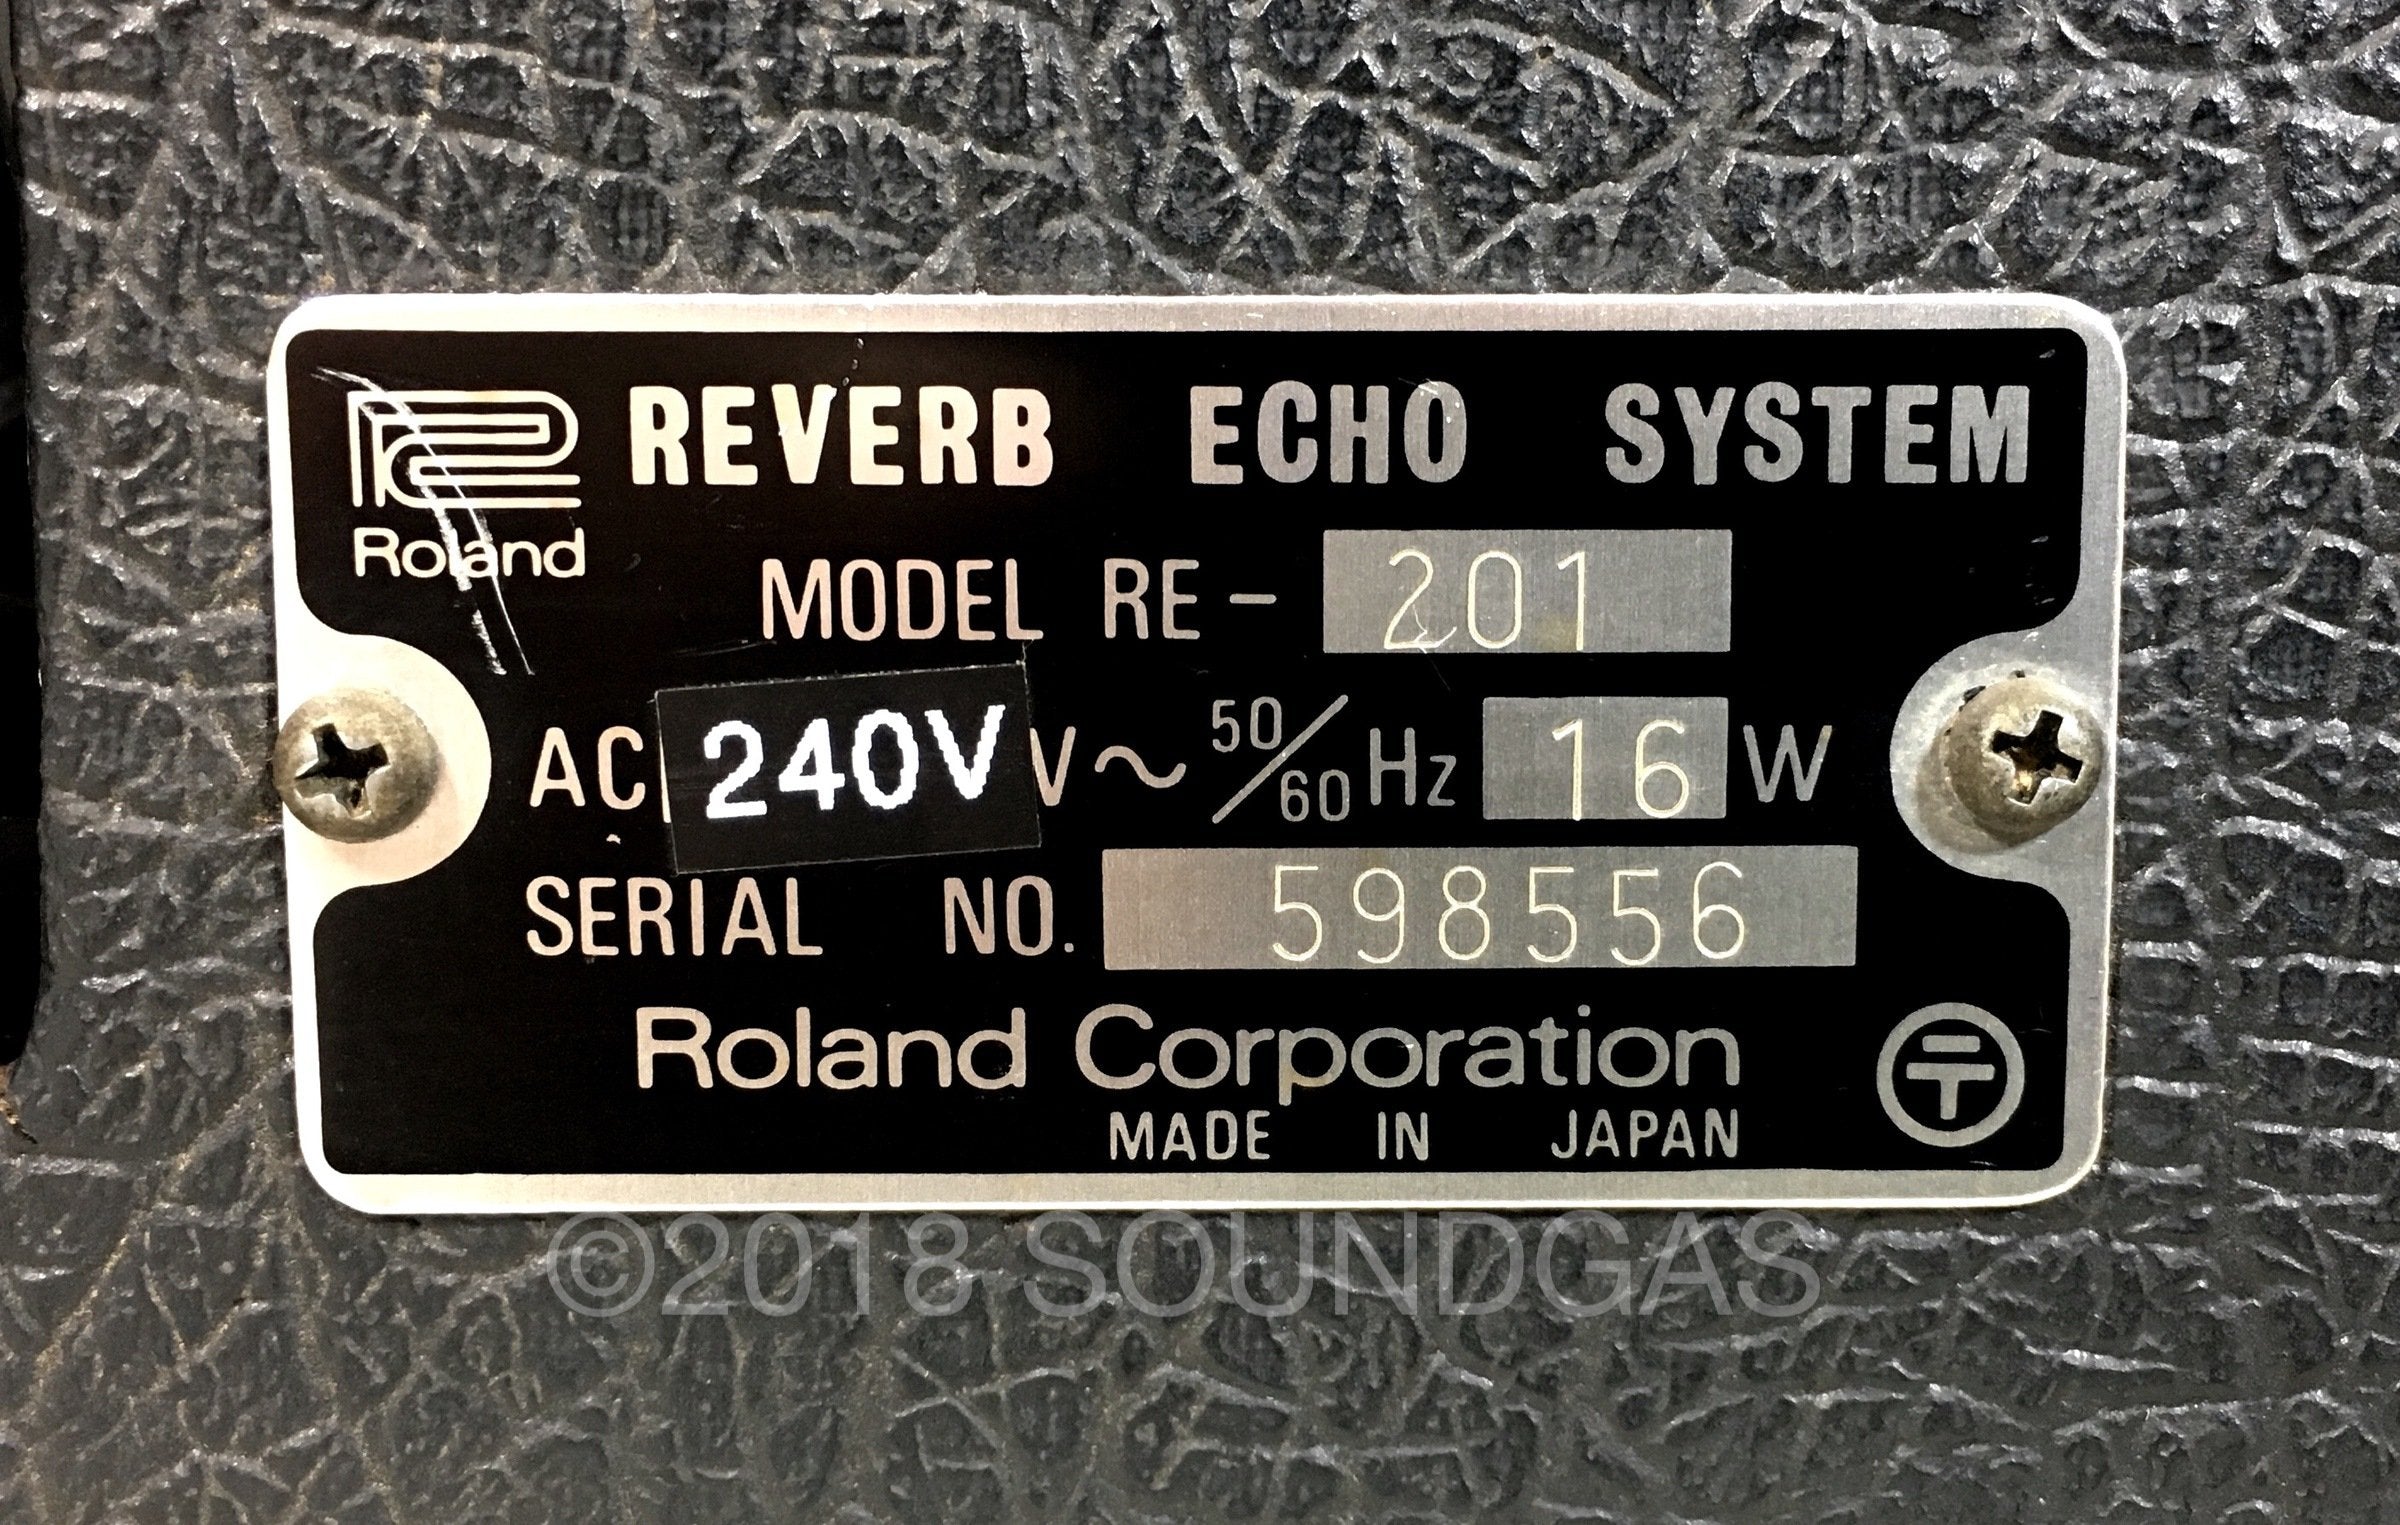 REVERB ECHO SYSTEM
Roland
MODEL RE- 201
AC 240V V~ 50/60 Hz 16 W
SERIAL NO. 598556
Roland Corporation
MADE IN JAPAN
©2018 SOUNDGAS